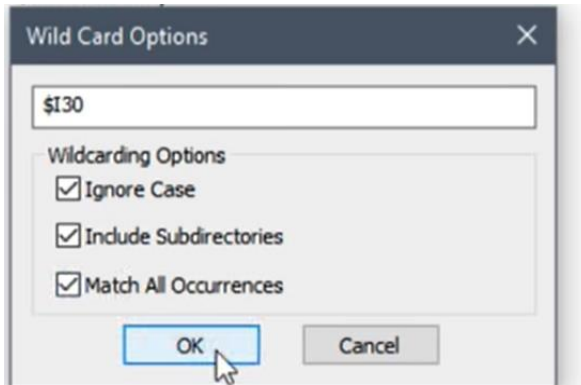 Wild Card Options
$I30
Wildcarding Options
Ignore Case
Include Subdirectories
Match All Occurrences
OK Cancel